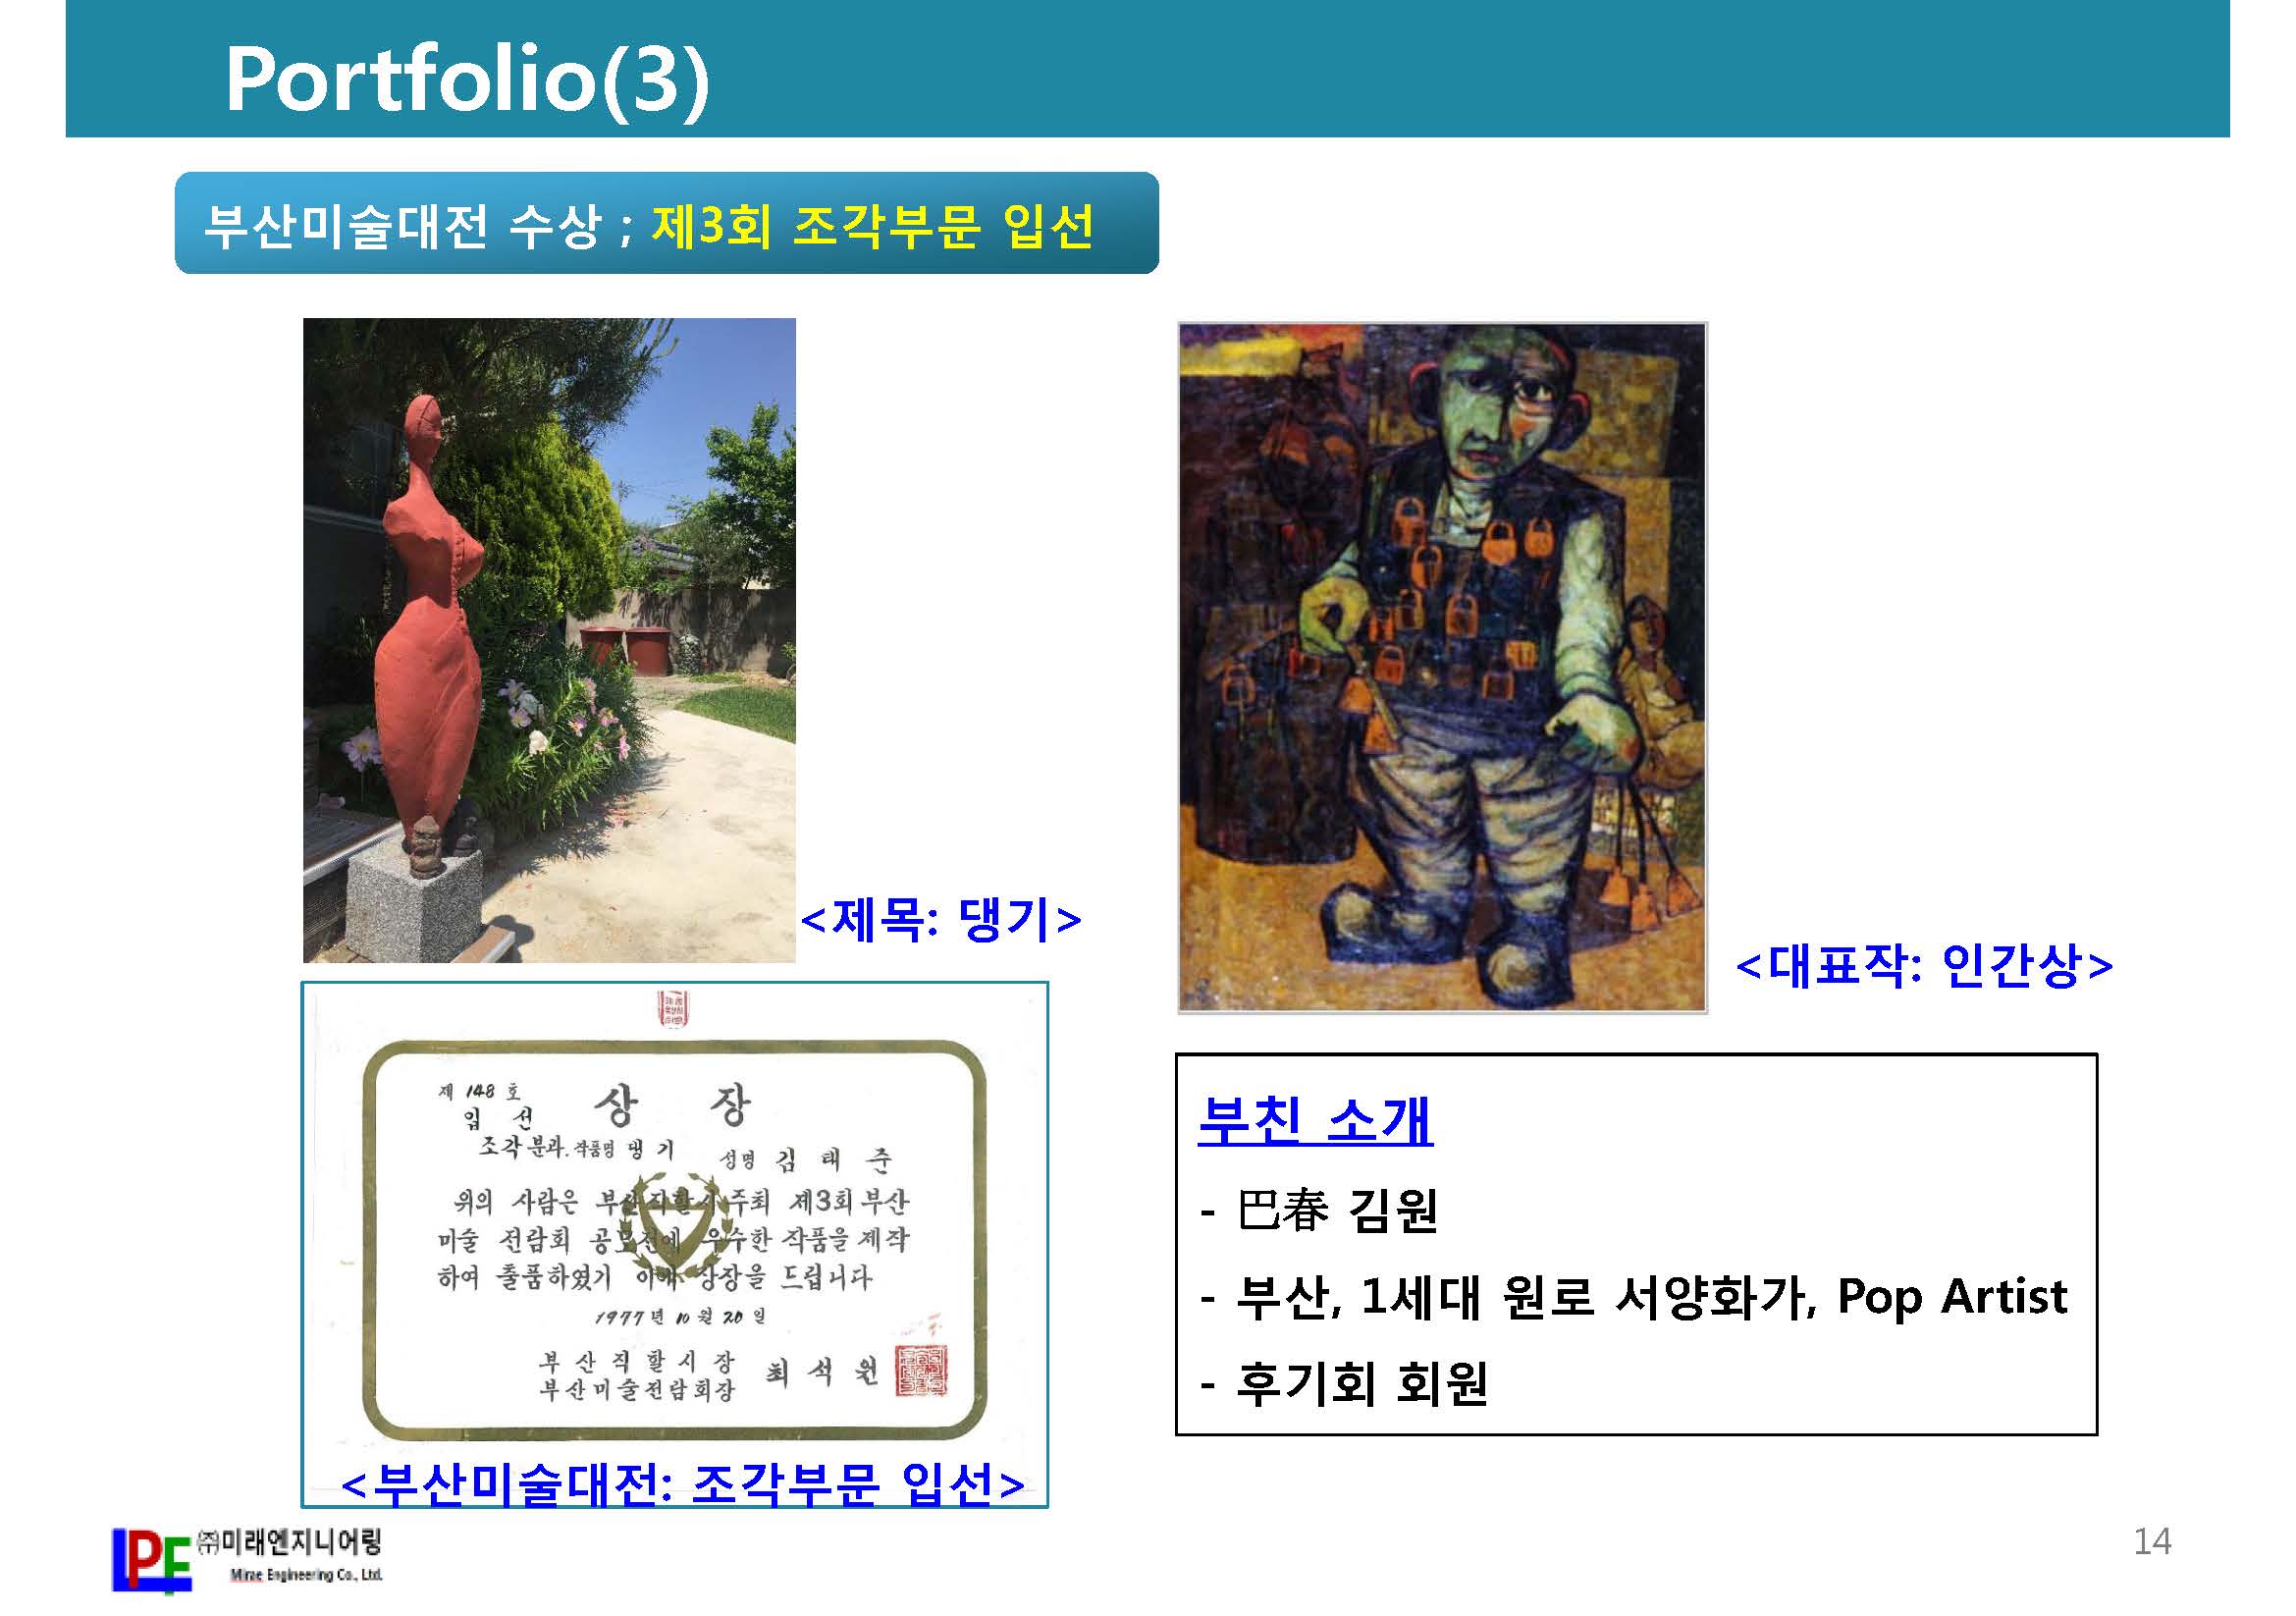 Portfolio(3)
부산미술대전 수상 ; 제3회 조각부문 입선
<제목: 댕기>
<대표작: 인간상>
제 148 호
상 장
입 선
조각분과. 작품명 댕 기
성명 김 태 준
위의 사람은 부산직할시 주최 제3회 부산
미술 전람회 공모전에 우수한 작품을 제작
하여 출품하였기 이에 상장을 드립니다
1977년 10월 20일
부 산 직 할 시 장
부산미술전람회장
최 석 원
<부산미술대전: 조각부문 입선>
부친 소개
- 巴春 김원
- 부산, 1세대 원로 서양화가, Pop Artist
- 후기회 회원
LPE
㈜미래엔지니어링
Mirae Engineering Co., Ltd.
14